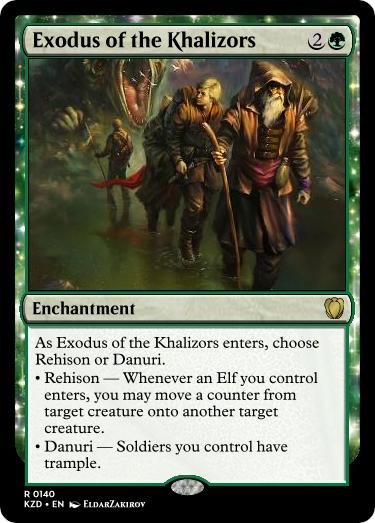 Exodus of the Khalizors 2
Enchantment
As Exodus of the Khalizors enters, choose
Rehison or Danuri.
• Rehison — Whenever an Elf you control
enters, you may move a counter from
target creature onto another target
creature.
• Danuri — Soldiers you control have
trample.
R 0140
KZD • EN EldarZakirov